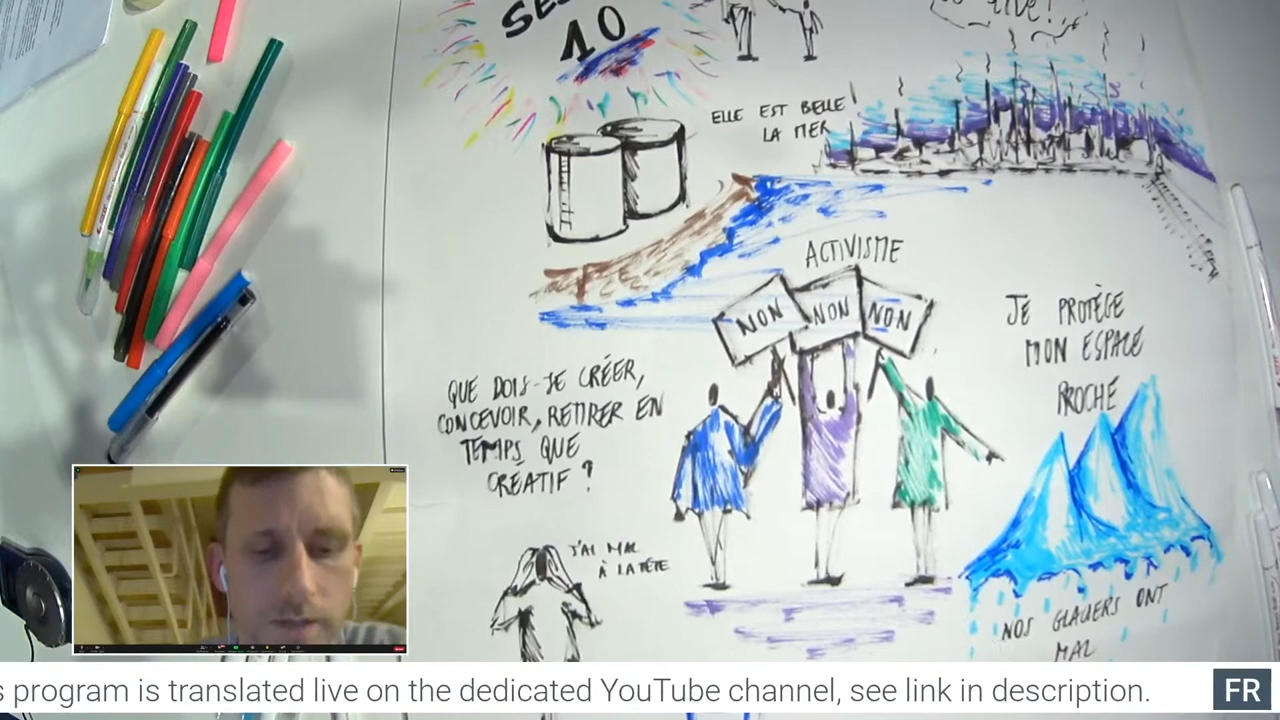 10
ELLE EST BELLE !
LA MER
ACTIVISME
NON
NON
NON
JE PROTÈGE
MON ESPACE
PROCHE
QUE DOIS-JE CRÉER,
CONCEVOIR, RETIRER EN
TEMPS QUE
CRÉATIF ?
J'AI MAL
À LA TÊTE
NOS GLACIERS ONT
MAL
program is translated live on the dedicated YouTube channel, see link in description.
FR